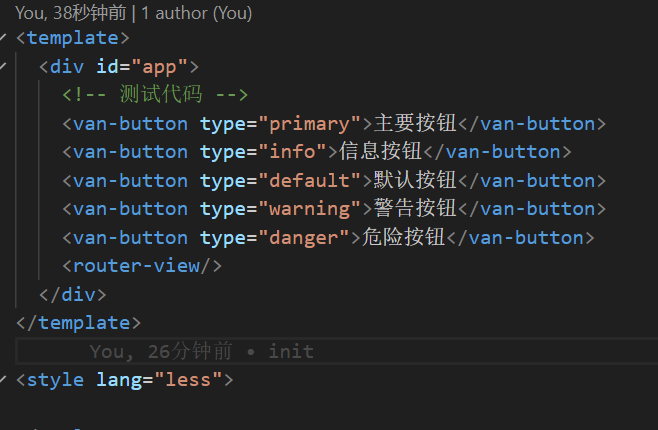 You, 38秒钟前 | 1 author (You)
<template>
<div id="app">
<!-- 测试代码 -->
<van-button type="primary">主要按钮</van-button>
<van-button type="info">信息按钮</van-button>
<van-button type="default">默认按钮</van-button>
<van-button type="warning">警告按钮</van-button>
<van-button type="danger">危险按钮</van-button>
<router-view/>
</div>
</template>
You, 26分钟前 • init
<style lang="less">